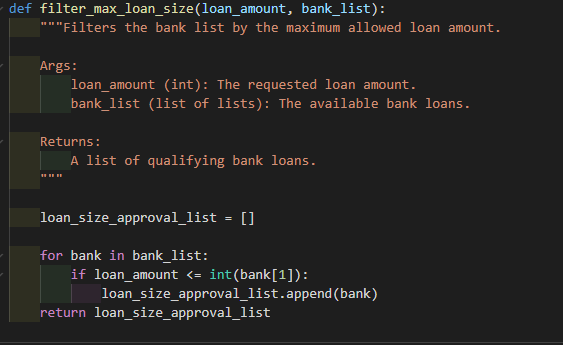 def filter_max_loan_size(loan_amount, bank_list):
    """Filters the bank list by the maximum allowed loan amount.

    Args:
        loan_amount (int): The requested loan amount.
        bank_list (list of lists): The available bank loans.

    Returns:
        A list of qualifying bank loans.
    """

    loan_size_approval_list = []

    for bank in bank_list:
        if loan_amount <= int(bank[1]):
            loan_size_approval_list.append(bank)
    return loan_size_approval_list